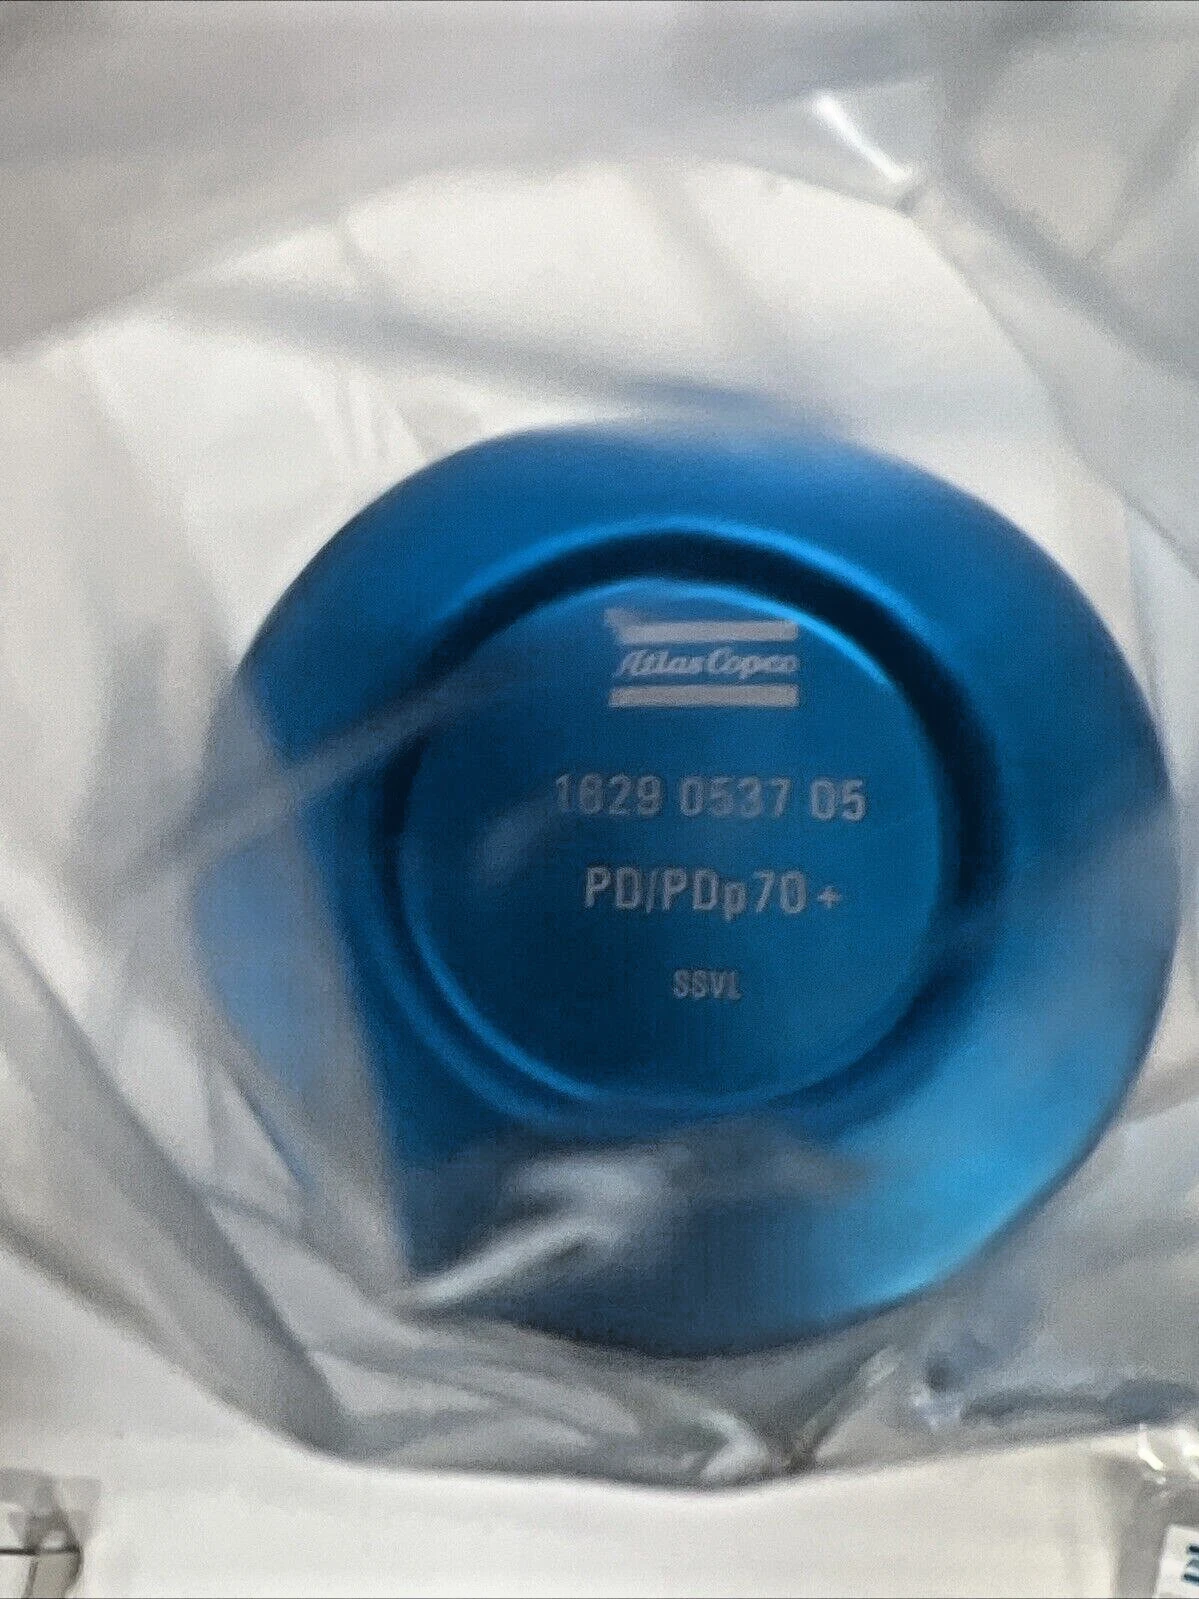 Atlas Copco
1629 0537 05
PD/PDp70+
SSVL